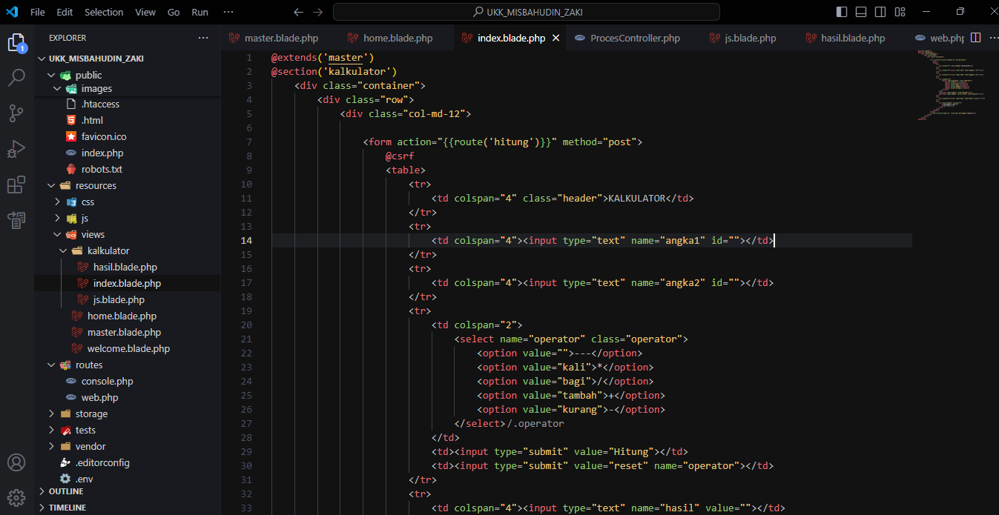 File Edit Selection View Go Run ··· ← → UKK_MISBAHUDIN_ZAKI
EXPLORER ···
master.blade.php home.blade.php index.blade.php × ProcesController.php js.blade.php hasil.blade.php web.php ···
1
UKK_MISBAHUDIN_ZAKI
public
images
.htaccess
.html
favicon.ico
index.php
robots.txt
resources
css
js
views
kalkulator
hasil.blade.php
index.blade.php
js.blade.php
home.blade.php
master.blade.php
welcome.blade.php
routes
console.php
web.php
storage
tests
vendor
.editorconfig
.env
OUTLINE
TIMELINE
1 @extends('master')
2 @section('kalkulator')
3 <div class="container">
4 <div class="row">
5 <div class="col-md-12">
6
7 <form action="{{route('hitung')}}" method="post">
8 @csrf
9 <table>
10 <tr>
11 <td colspan="4" class="header">KALKULATOR</td>
12 </tr>
13 <tr>
14 <td colspan="4"><input type="text" name="angka1" id=""></td>
15 </tr>
16 <tr>
17 <td colspan="4"><input type="text" name="angka2" id=""></td>
18 </tr>
19 <tr>
20 <td colspan="2">
21 <select name="operator" class="operator">
22 <option value="">---</option>
23 <option value="kali">*</option>
24 <option value="bagi">/</option>
25 <option value="tambah">+</option>
26 <option value="kurang">-</option>
27 </select>/.operator
28 </td>
29 <td><input type="submit" value="Hitung"></td>
30 <td><input type="submit" value="reset" name="operator"></td>
31 </tr>
32 <tr>
33 <td colspan="4"><input type="text" name="hasil" value=""></td>